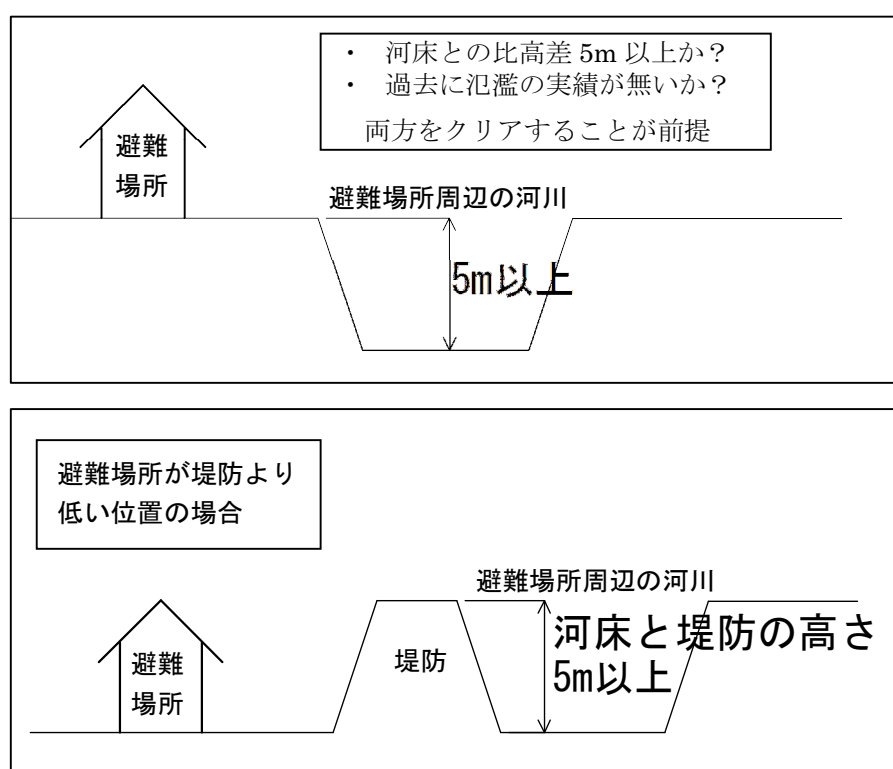 ・ 河床との比高差 5m 以上か？
・ 過去に氾濫の実績が無いか？
両方をクリアすることが前提
避難
場所
避難場所周辺の河川
5m以上
避難場所が堤防より
低い位置の場合
避難場所周辺の河川
河床と堤防の高さ
5m以上
堤防
避難
場所